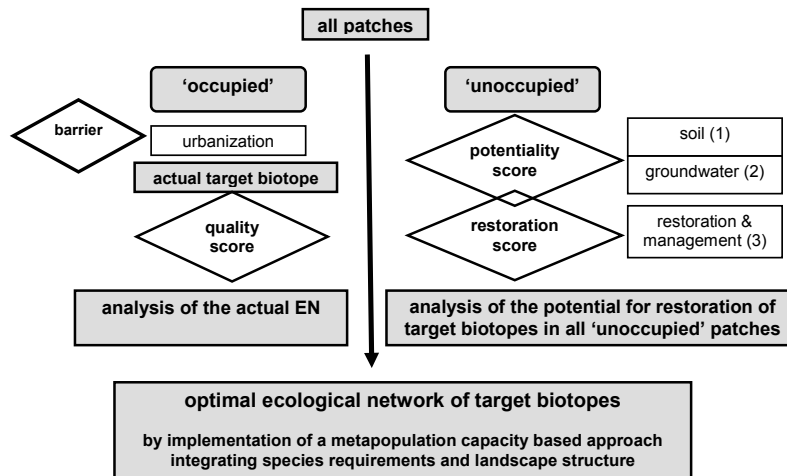 all patches
‘occupied’
barrier
urbanization
actual target biotope
quality
score
analysis of the actual EN
‘unoccupied’
potentiality
score
soil (1)
groundwater (2)
restoration
score
restoration &
management (3)
analysis of the potential for restoration of
target biotopes in all ‘unoccupied’ patches
optimal ecological network of target biotopes
by implementation of a metapopulation capacity based approach
integrating species requirements and landscape structure